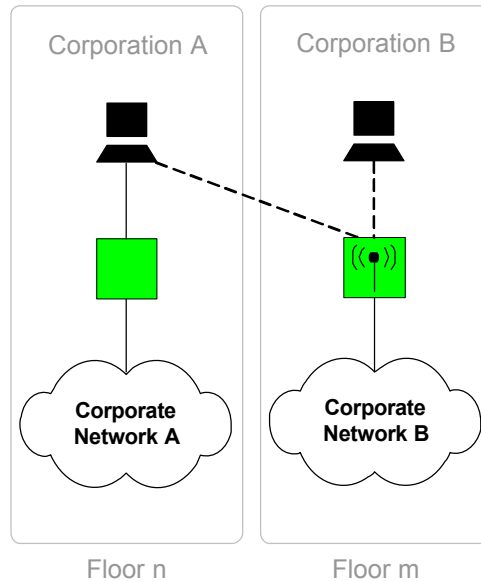 Corporation A
Corporation B
Corporate
Network A
Corporate
Network B
Floor n
Floor m